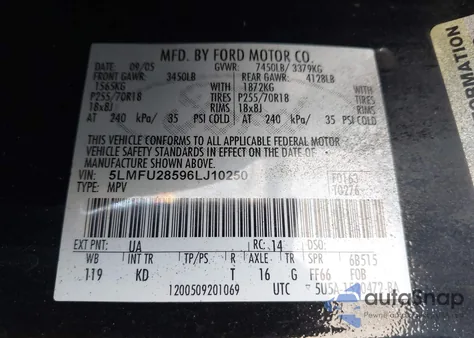 MFD. BY FORD MOTOR CO
DATE: 09/05 GVWR: 7450LB/ 3379KG
FRONT GAWR: 3450LB REAR GAWR: 4128LB
1565KG WITH 1872KG WITH
P255/70R18 TIRES P255/70R18 TIRES
18x8J RIMS 18x8J RIMS
AT 240 kPa/ 35 PSI COLD AT 240 kPa/ 35 PSI COLD
THIS VEHICLE CONFORMS TO ALL APPLICABLE FEDERAL MOTOR
VEHICLE SAFETY STANDARDS IN EFFECT ON THE DATE OF
MANUFACTURE SHOWN ABOVE.
VIN: 5LMFU28596LJ10250 F0163
TYPE: MPV T0276
EXT PNT: UA RC: 14 DSO:
WB INT TR TP/PS R AXLE TR SPR 6B515
119 KD T 16 G FF66 FOB
1200509201069 UTC
RMATION
autosnap